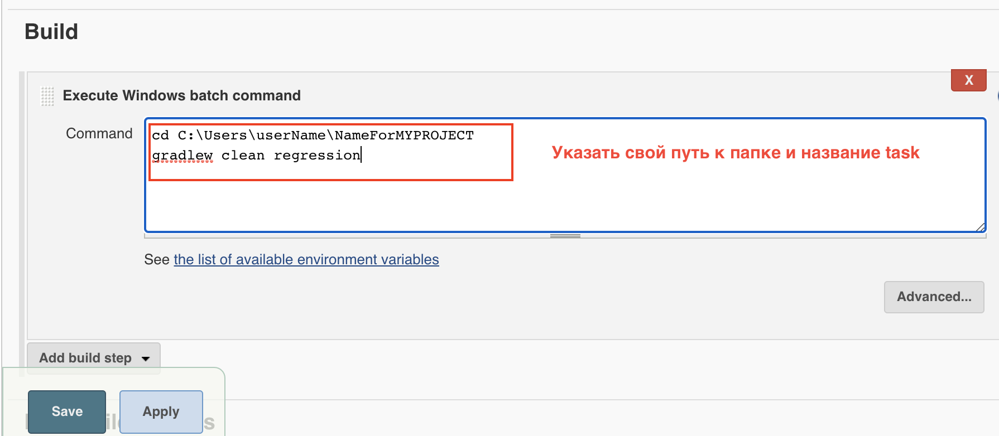 Build
X
Execute Windows batch command
Command
cd C:\Users\userName\NameForMYPROJECT
gradlew clean regression
Указать свой путь к папке и название task
See the list of available environment variables
Advanced...
Add build step
Save
Apply